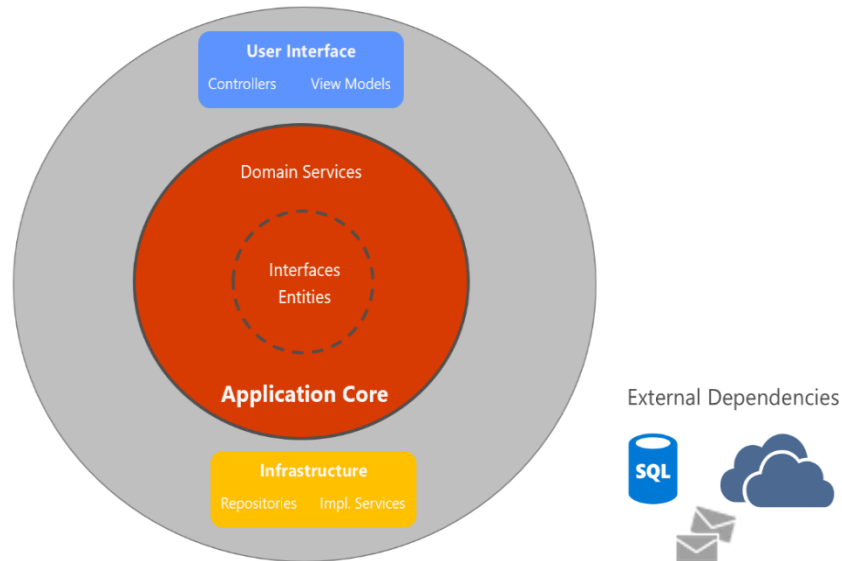 User Interface
Controllers View Models
Domain Services
Interfaces
Entities
Application Core
Infrastructure
Repositories Impl. Services
External Dependencies
SQL